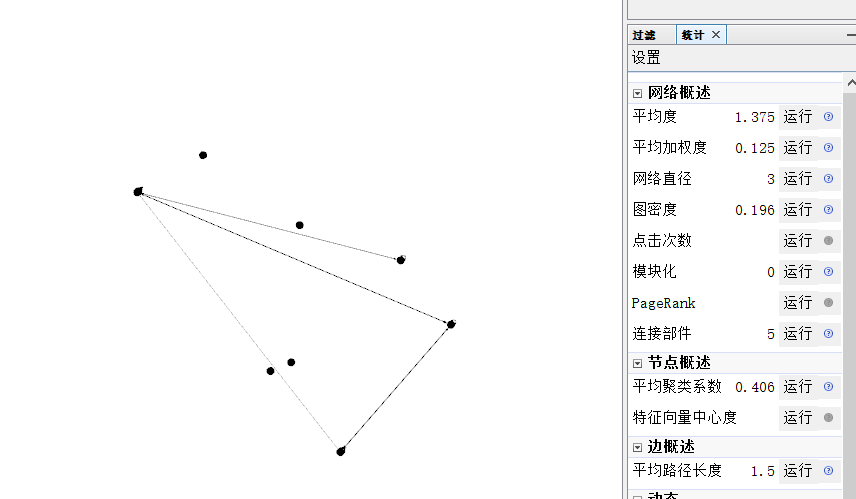 过滤 统计
设置
网络概述
平均度 1.375 运行
平均加权度 0.125 运行
网络直径 3 运行
图密度 0.196 运行
点击次数 运行
模块化 0 运行
PageRank 运行
连接部件 5 运行
节点概述
平均聚类系数 0.406 运行
特征向量中心度 运行
边概述
平均路径长度 1.5 运行
动态